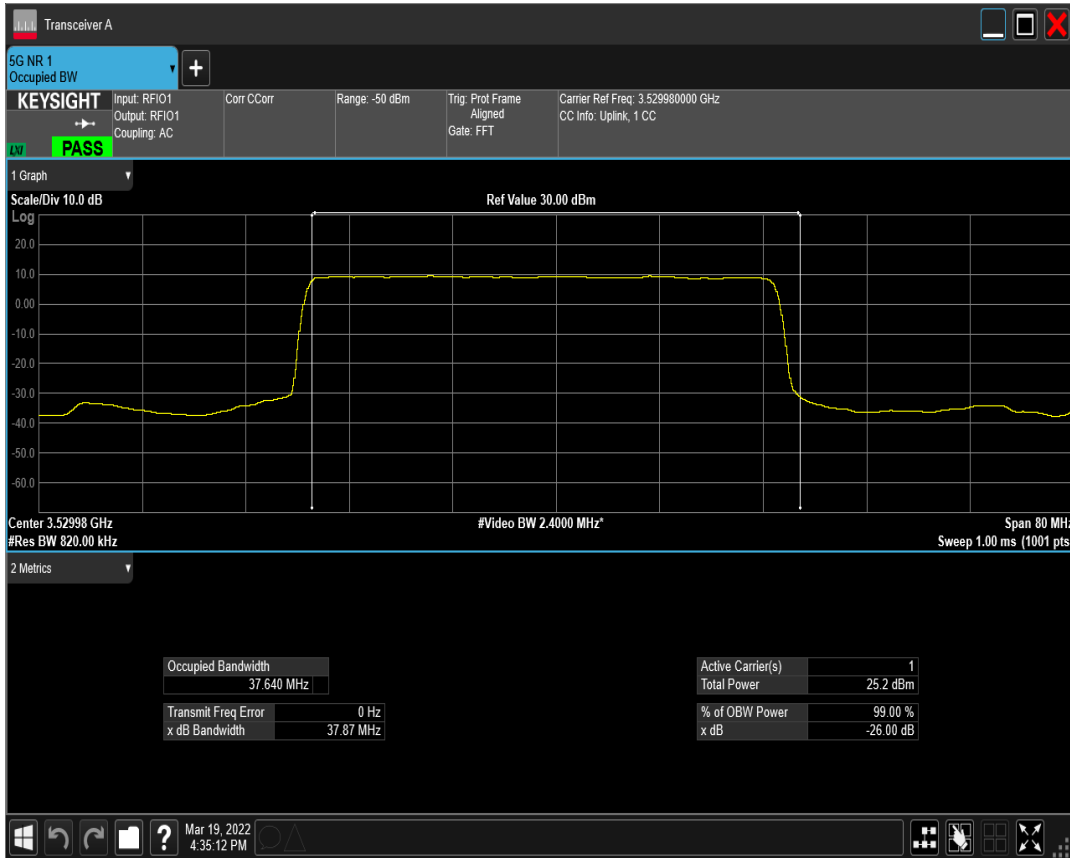 Transceiver A
5G NR 1
Occupied BW
+
KEYSIGHT
LXI
PASS
Input: RFIO1
Output: RFIO1
Coupling: AC
Corr CCorr
Range: -50 dBm
Trig: Prot Frame
Aligned
Gate: FFT
Carrier Ref Freq: 3.529980000 GHz
CC Info: Uplink, 1 CC
1 Graph
Scale/Div 10.0 dB
Ref Value 30.00 dBm
Log
20.0
10.0
0.00
-10.0
-20.0
-30.0
-40.0
-50.0
-60.0
Center 3.52998 GHz
#Video BW 2.4000 MHz*
Span 80 MHz
#Res BW 820.00 kHz
Sweep 1.00 ms (1001 pts
2 Metrics
Occupied Bandwidth
37.640 MHz
Transmit Freq Error 0 Hz
x dB Bandwidth 37.87 MHz
Active Carrier(s) 1
Total Power 25.2 dBm
% of OBW Power 99.00 %
x dB -26.00 dB
?
Mar 19, 2022
4:35:12 PM